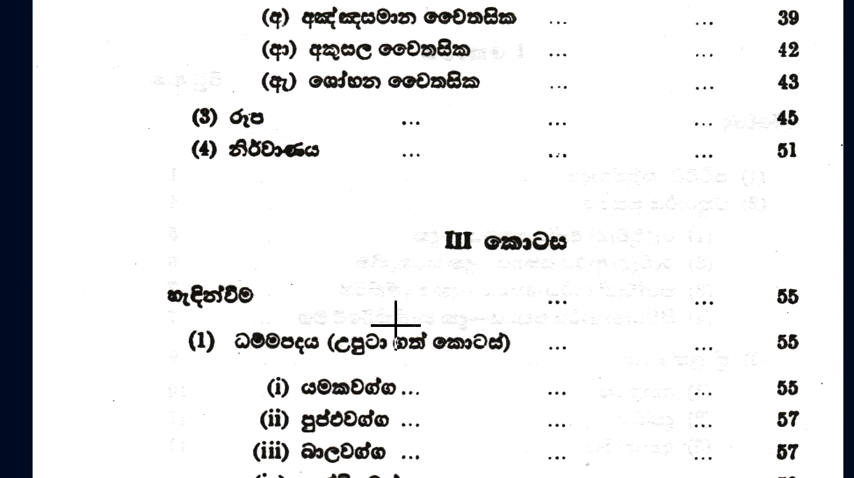 (අ) අඤ්ඤසමාන චෛතසික ... ... 39
(ආ) අකුසල චෛතසික ... ... 42
(ඇ) ශෝභන චෛතසික ... ... 43
(3) රූප ... ... ... 45
(4) නිර්වාණය ... ... ... 51
III කොටස
හැදින්වීම ... ... 55
(1) ධම්මපදය (උපුටා ගත් කොටස්) ... ... 55
(i) යමකවග්ග ... ... ... 55
(ii) පුප්ඵවග්ග ... ... ... 57
(iii) බාලවග්ග ... ... ... 57